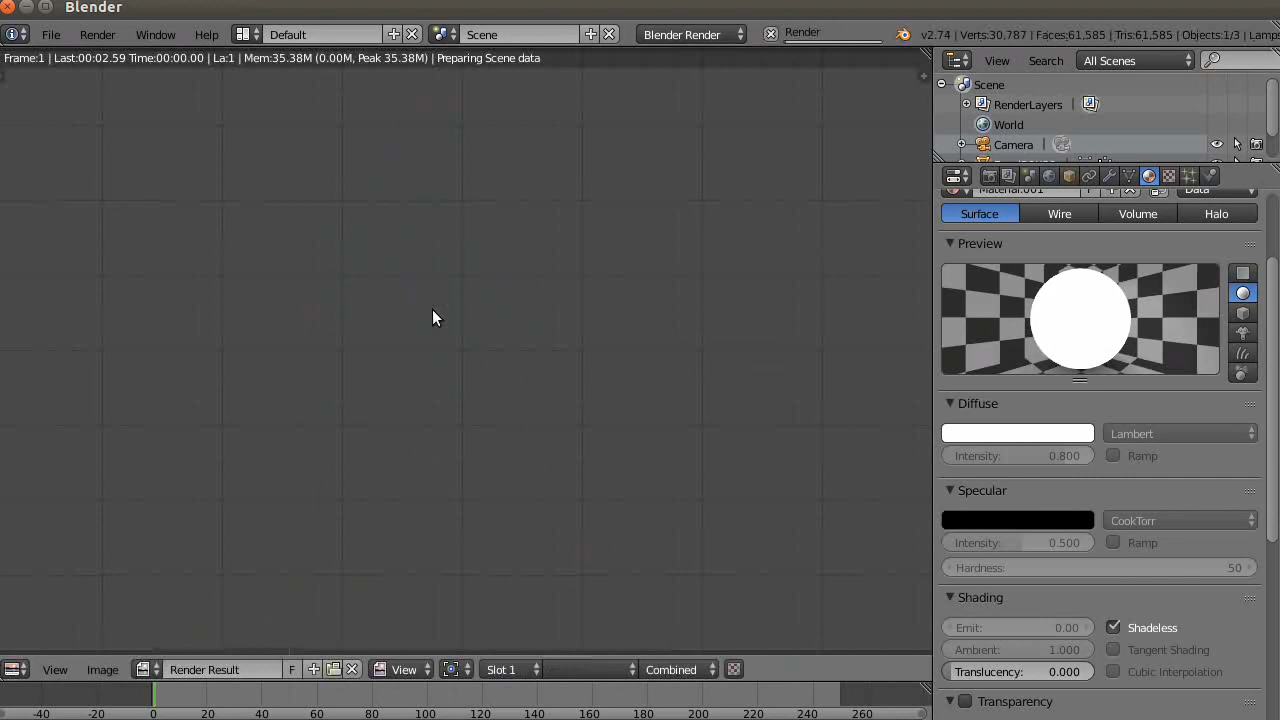 Blender
File Render Window Help Default Scene Blender Render Render v2.74 | Verts:30,787 | Faces:61,585 | Tris:61,585 | Objects:1/3 | Lamps
Frame:1 | Last:00:02.59 Time:00:00.00 | La:1 | Mem:35.38M (0.00M, Peak 35.38M) | Preparing Scene data
View Search All Scenes
Scene
RenderLayers |
World
Camera |
Material.001 F Data
Surface Wire Volume Halo
Preview
Diffuse
Lambert
Intensity: 0.800 Ramp
Specular
CookTorr
Intensity: 0.500 Ramp
Hardness: 50
Shading
Emit: 0.00 Shadeless
Ambient: 1.000 Tangent Shading
Translucency: 0.000 Cubic Interpolation
Transparency
View Image Render Result F View Slot 1 Combined
-40 -20 0 20 40 60 80 100 120 140 160 180 200 220 240 260